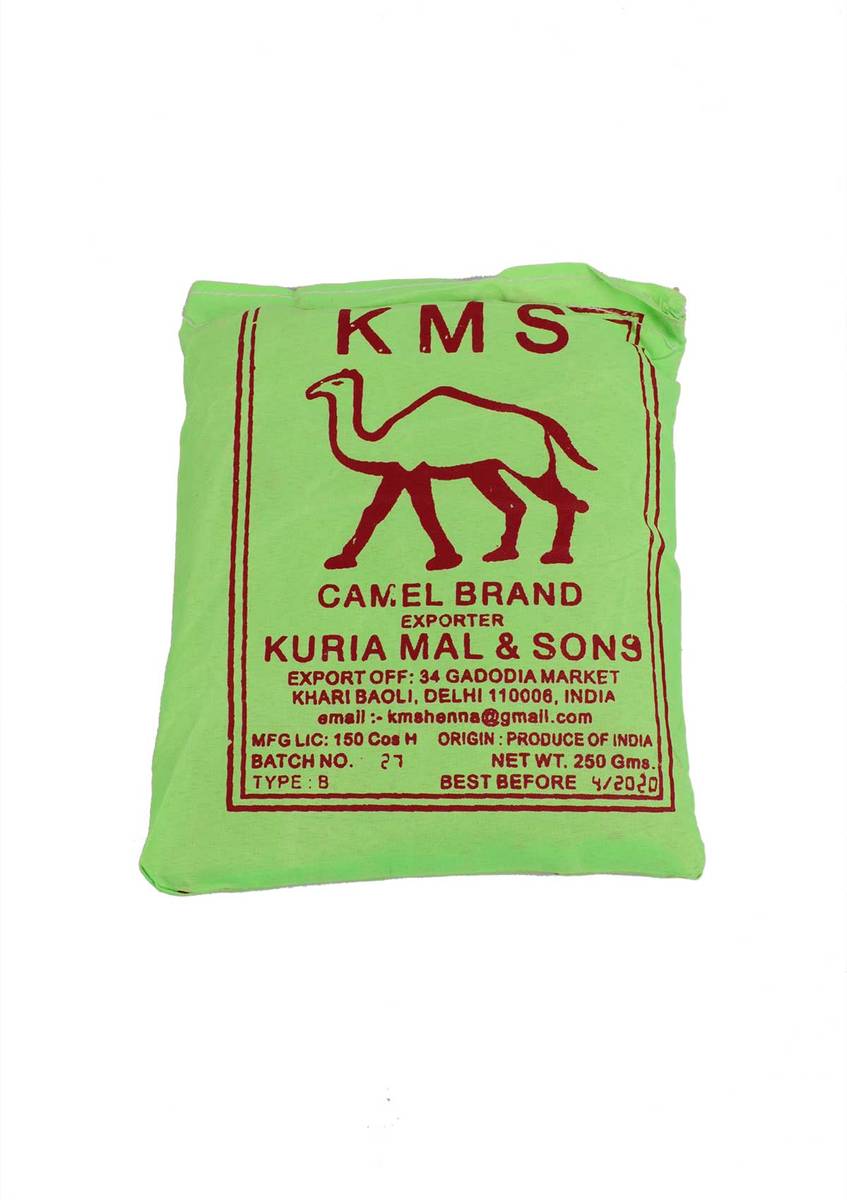 KMS
CAMEL BRAND
EXPORTER
KURIA MAL & SONS
EXPORT OFF: 34 GADODIA MARKET
KHARI BAOLI, DELHI 110006, INDIA
email :- kmshenna@gmail.com
MFG LIC: 150 Cos H ORIGIN : PRODUCE OF INDIA
BATCH NO. 27 NET WT. 250 Gms.
TYPE : B BEST BEFORE 4/2020